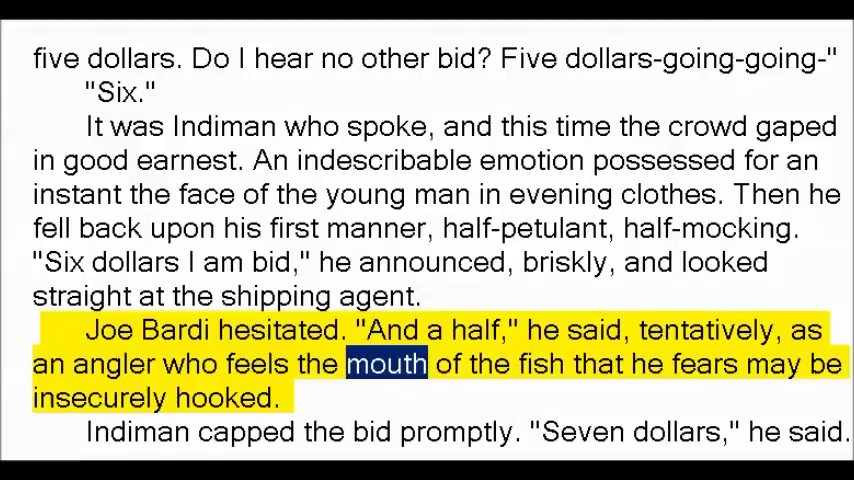 five dollars. Do I hear no other bid? Five dollars-going-going-"
"Six."
It was Indiman who spoke, and this time the crowd gaped
in good earnest. An indescribable emotion possessed for an
instant the face of the young man in evening clothes. Then he
fell back upon his first manner, half-petulant, half-mocking.
"Six dollars I am bid," he announced, briskly, and looked
straight at the shipping agent.
Joe Bardi hesitated. "And a half," he said, tentatively, as
an angler who feels the mouth of the fish that he fears may be
insecurely hooked.
Indiman capped the bid promptly. "Seven dollars," he said.